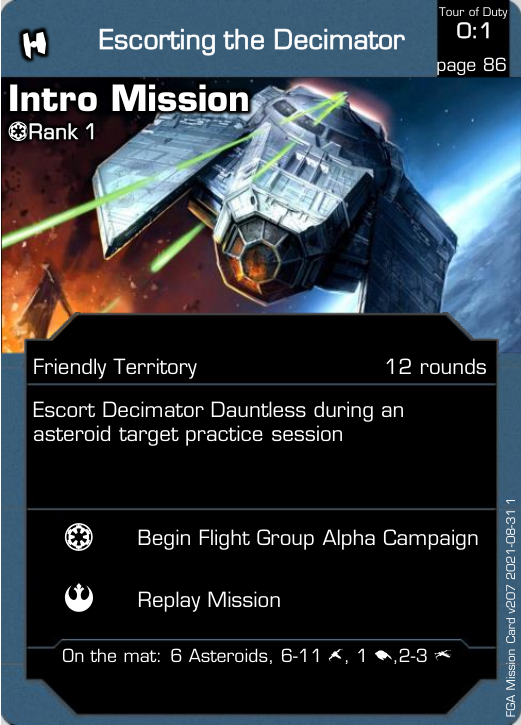 Escorting the Decimator
Tour of Duty
0:1
page 86
Intro Mission
Rank 1
Friendly Territory 12 rounds
Escort Decimator Dauntless during an
asteroid target practice session
Begin Flight Group Alpha Campaign
Replay Mission
On the mat: 6 Asteroids, 6-11 , 1 ,2-3
FGA Mission Card v207 2021-08-31 1